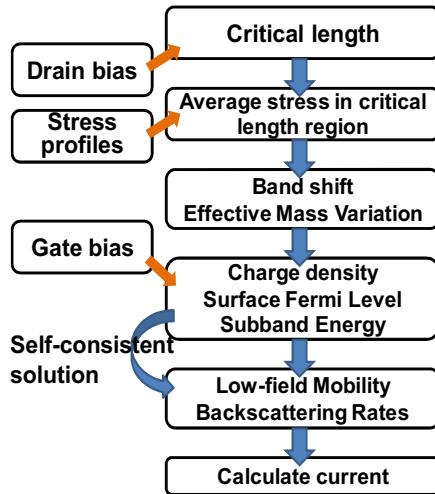 Critical length
Drain bias
Average stress in critical
length region
Stress
profiles
Band shift
Effective Mass Variation
Gate bias
Charge density
Surface Fermi Level
Subband Energy
Self-consistent
solution
Low-field Mobility
Backscattering Rates
Calculate current